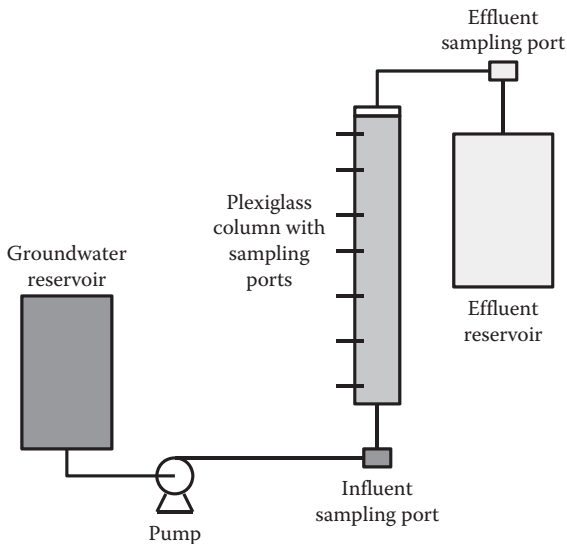 Effluent
sampling port
Plexiglass
column with
sampling
ports
Groundwater
reservoir
Effluent
reservoir
Influent
sampling port
Pump